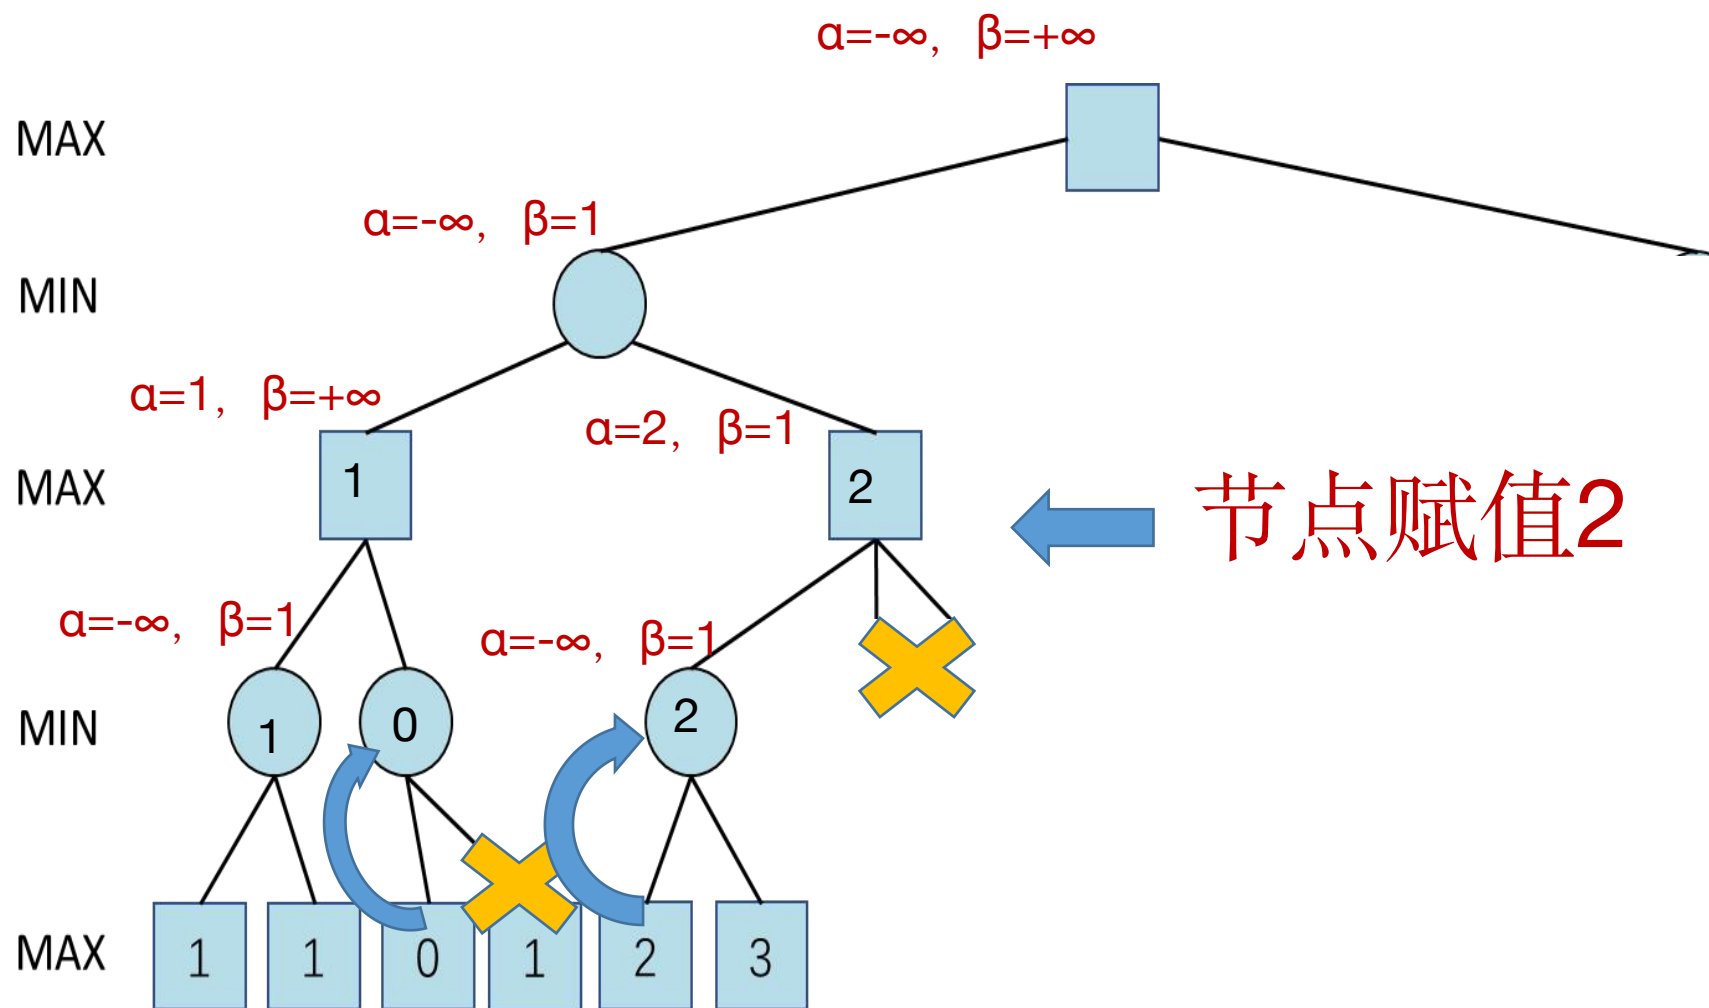 α=-∞, β=+∞
MAX
α=-∞, β=1
MIN
α=1, β=+∞
α=2, β=1
MAX
1
2
节点赋值2
α=-∞, β=1
α=-∞, β=1
MIN
1
0
2
MAX
1
1
0
1
2
3